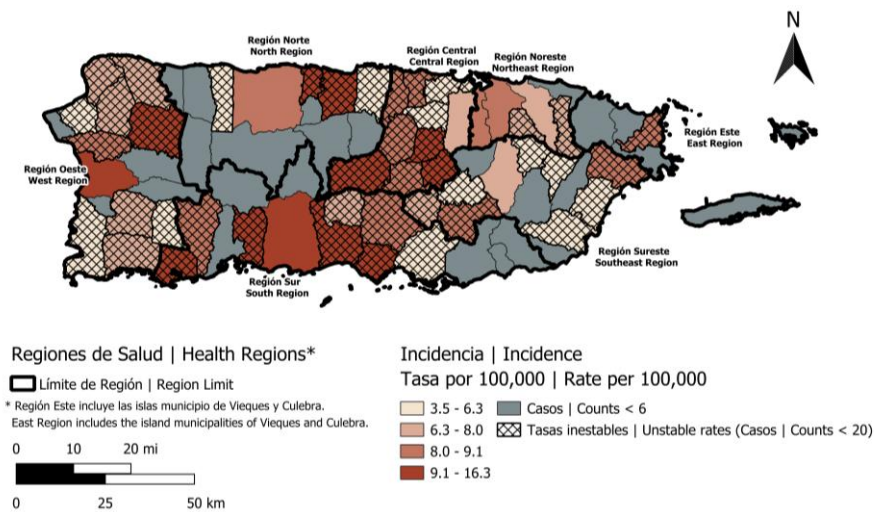 N
Región Norte
North Region
Región Central
Central Region
Región Noreste
Northeast Region
Región Este
East Region
Región Oeste
West Region
Región Sureste
Southeast Region
Región Sur
South Region
Regiones de Salud | Health Regions*
Límite de Región | Region Limit
* Región Este incluye las islas municipio de Vieques y Culebra.
East Region includes the island municipalities of Vieques and Culebra.
0 10 20 mi
0 25 50 km
Incidencia | Incidence
Tasa por 100,000 | Rate per 100,000
3.5 - 6.3
6.3 - 8.0
8.0 - 9.1
9.1 - 16.3
Casos | Counts < 6
Tasas inestables | Unstable rates (Casos | Counts < 20)